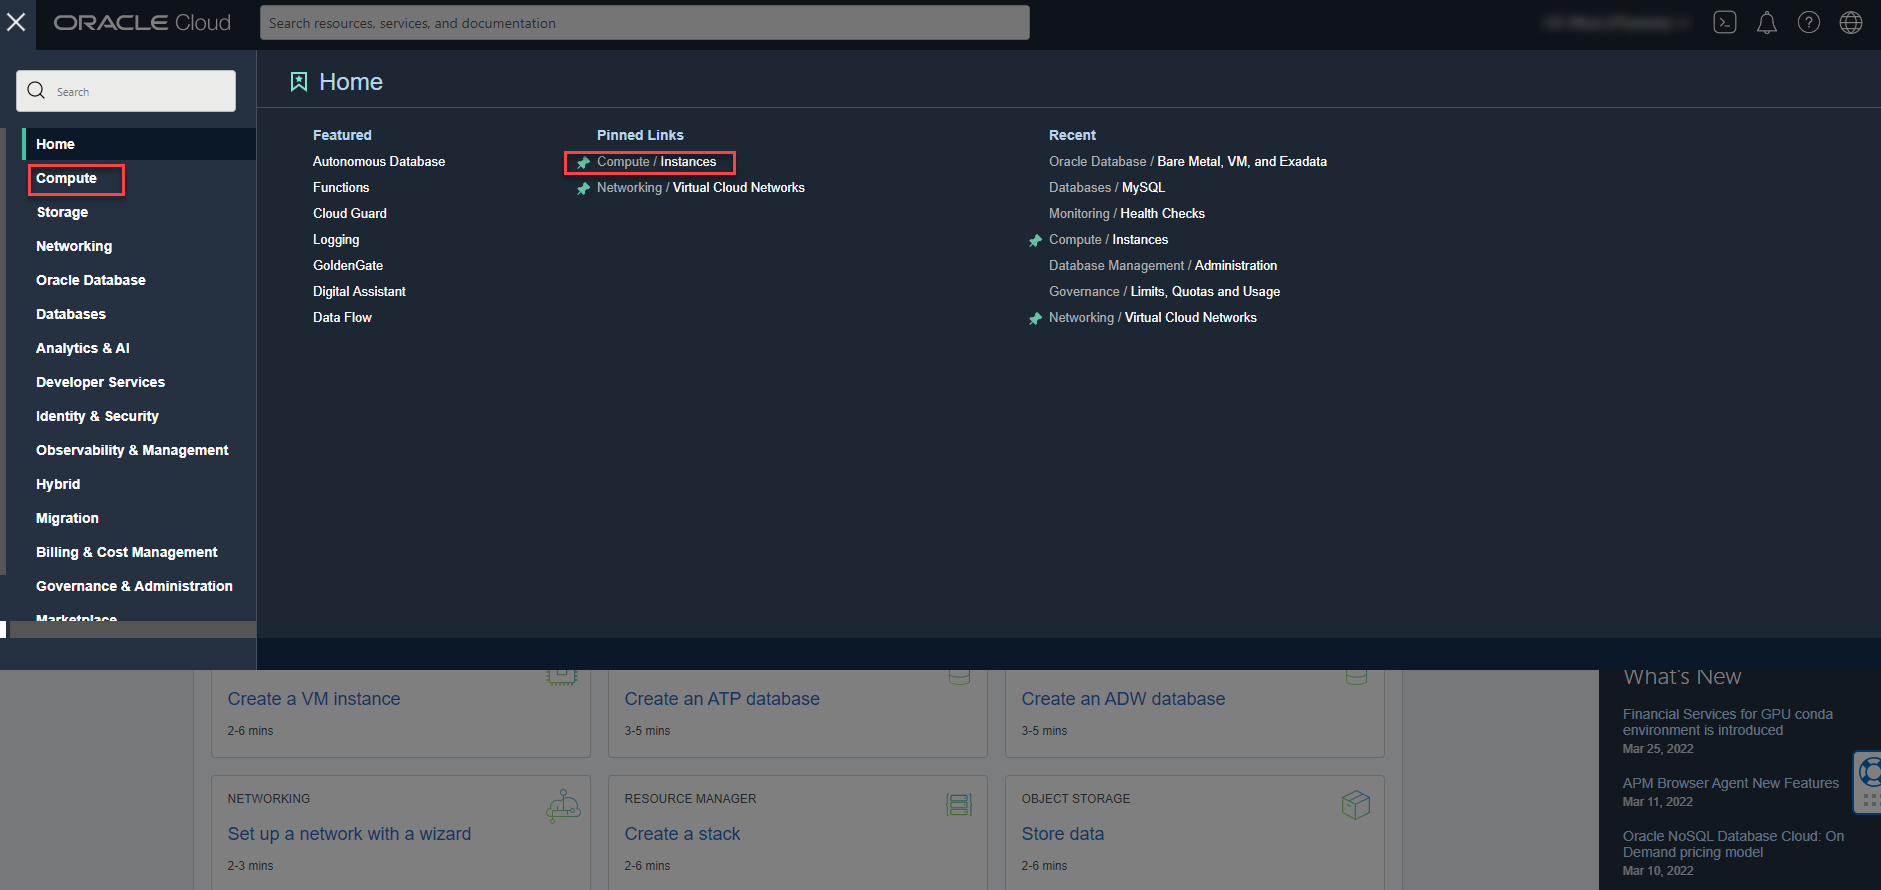 ORACLE Cloud
Search resources, services, and documentation
Search
Home
Compute
Storage
Networking
Oracle Database
Databases
Analytics & AI
Developer Services
Identity & Security
Observability & Management
Hybrid
Migration
Billing & Cost Management
Governance & Administration
Marketplace
Home
Featured
Autonomous Database
Functions
Cloud Guard
Logging
GoldenGate
Digital Assistant
Data Flow
Pinned Links
Compute / Instances
Networking / Virtual Cloud Networks
Recent
Oracle Database / Bare Metal, VM, and Exadata
Databases / MySQL
Monitoring / Health Checks
Compute / Instances
Database Management / Administration
Governance / Limits, Quotas and Usage
Networking / Virtual Cloud Networks
Create a VM instance
2-6 mins
Create an ATP database
3-5 mins
Create an ADW database
3-5 mins
NETWORKING
Set up a network with a wizard
2-3 mins
RESOURCE MANAGER
Create a stack
2-6 mins
OBJECT STORAGE
Store data
2-6 mins
What's New
Financial Services for GPU conda
environment is introduced
Mar 25, 2022
APM Browser Agent New Features
Mar 11, 2022
Oracle NoSQL Database Cloud: On
Demand pricing model
Mar 10, 2022